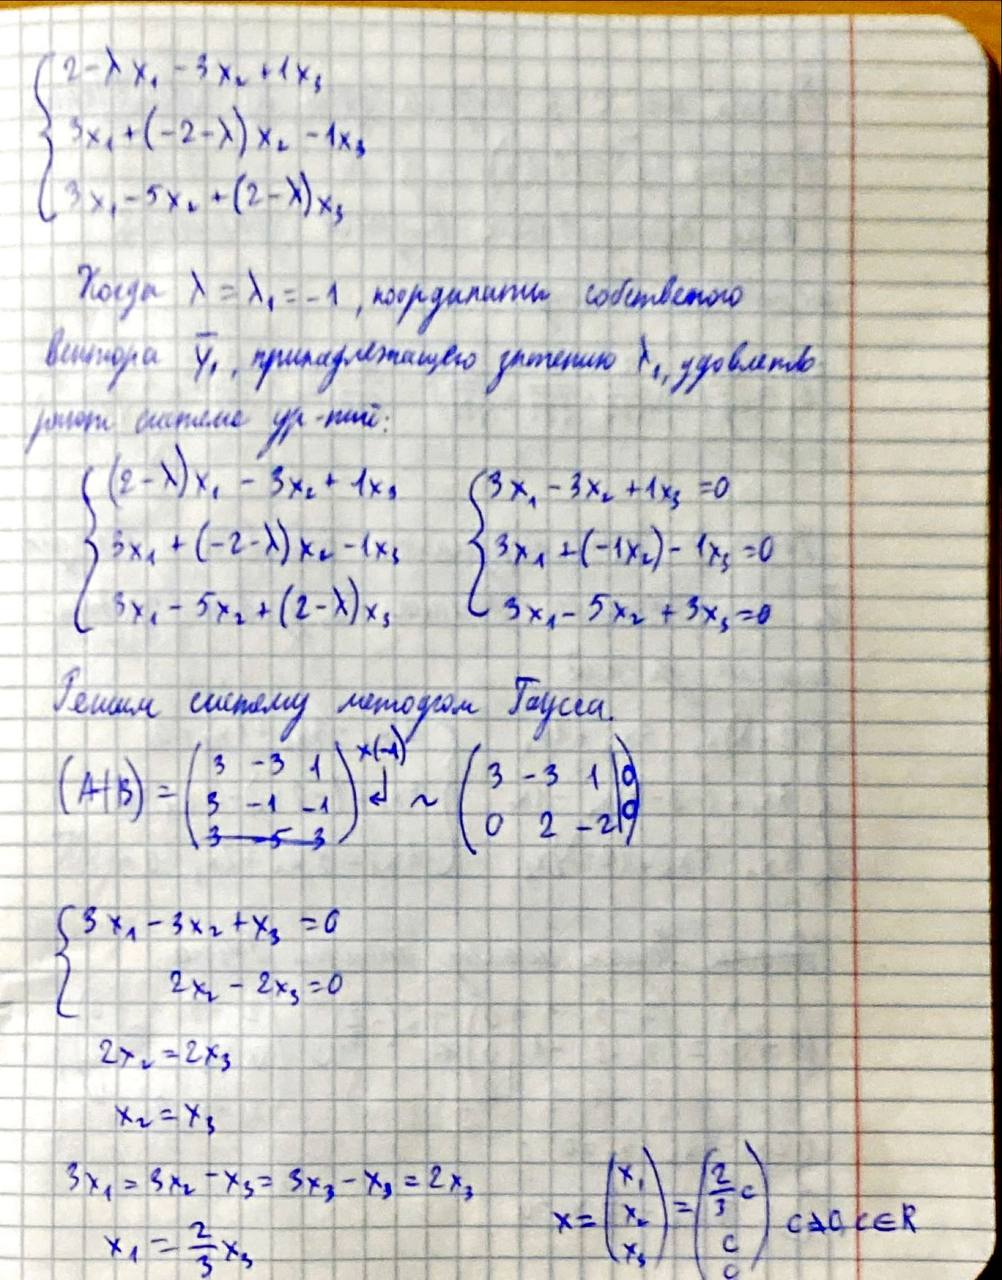 { 2-λ x₁ - 3x₂ + 1x₃
3x₁ + (-2-λ) x₂ - 1x₃
3x₁ - 5x₂ + (2-λ)x₃
Когда λ = λ₁ = -1, координаты собственого
вектора ȳ₁, принадлежащего значению λ₁, удовлетво
ряют системе ур-ний:
{ (2-λ)x₁ - 3x₂ + 1x₃ { 3x₁ - 3x₂ + 1x₃ = 0
3x₁ + (-2-λ) x₂ - 1x₃ 3x₁ + (-1x₂) - 1x₃ = 0
3x₁ - 5x₂ + (2-λ)x₃ 3x₁ - 5x₂ + 3x₃ = 0
Решим систему методом Гаусса.
(A|B) = ( 3 -3 1 ) x(-1) ~ ( 3 -3 1 | 0 )
3 -1 -1 ↲ 0 2 -2 | 0
3 -5 3
{ 3x₁ - 3x₂ + x₃ = 0
2x₂ - 2x₃ = 0
2x₂ = 2x₃
x₂ = x₃
3x₁ = 3x₂ - x₃ = 3x₃ - x₃ = 2x₃
x₁ = 2/3 x₃
x = (x₁ x₂ x₃) = (2/3 c c c) c≠0, c∈R